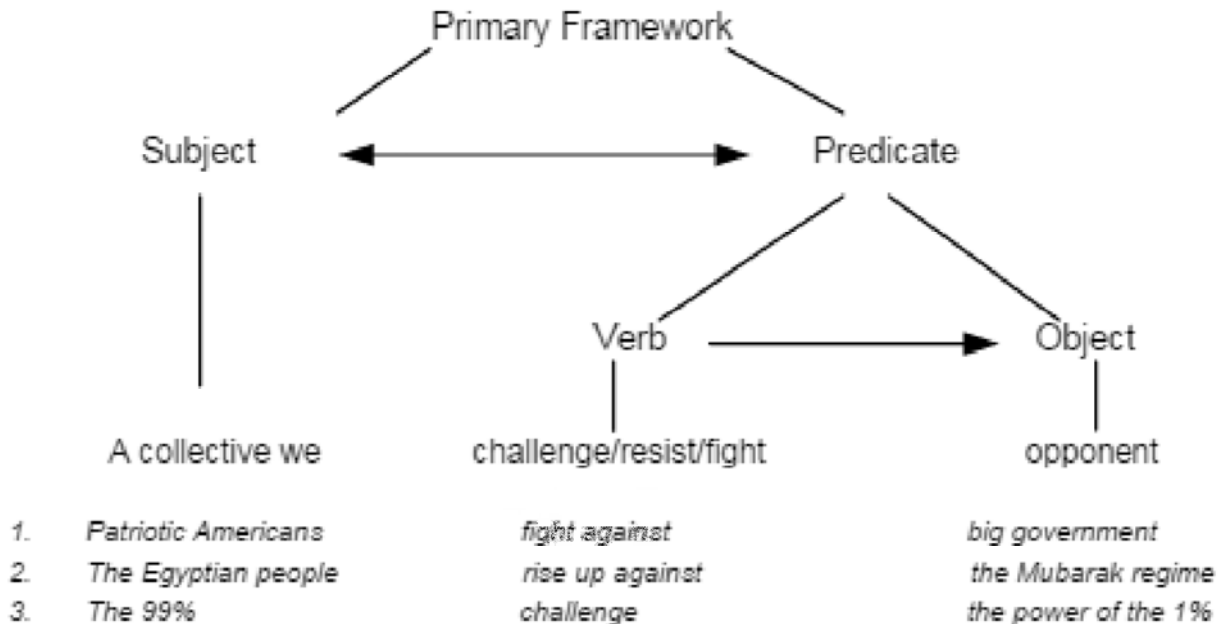 Primary Framework
Subject Predicate
Verb Object
A collective we challenge/resist/fight opponent
1. Patriotic Americans fight against big government
2. The Egyptian people rise up against the Mubarak regime
3. The 99% challenge the power of the 1%